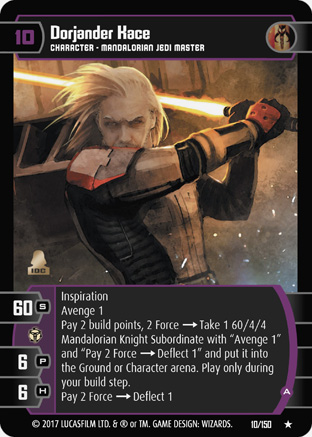 10
Dorjander Kace
CHARACTER - MANDALORIAN JEDI MASTER
IDC
60 S
6 P
6 H
Inspiration
Avenge 1
Pay 2 build points, 2 Force → Take 1 60/4/4
Mandalorian Knight Subordinate with "Avenge 1"
and "Pay 2 Force → Deflect 1" and put it into
the Ground or Character arena. Play only during
your build step.
Pay 2 Force → Deflect 1
A
© 2017 LUCASFILM LTD. & ® or TM. GAME DESIGN: WIZARDS. 10/150 ★